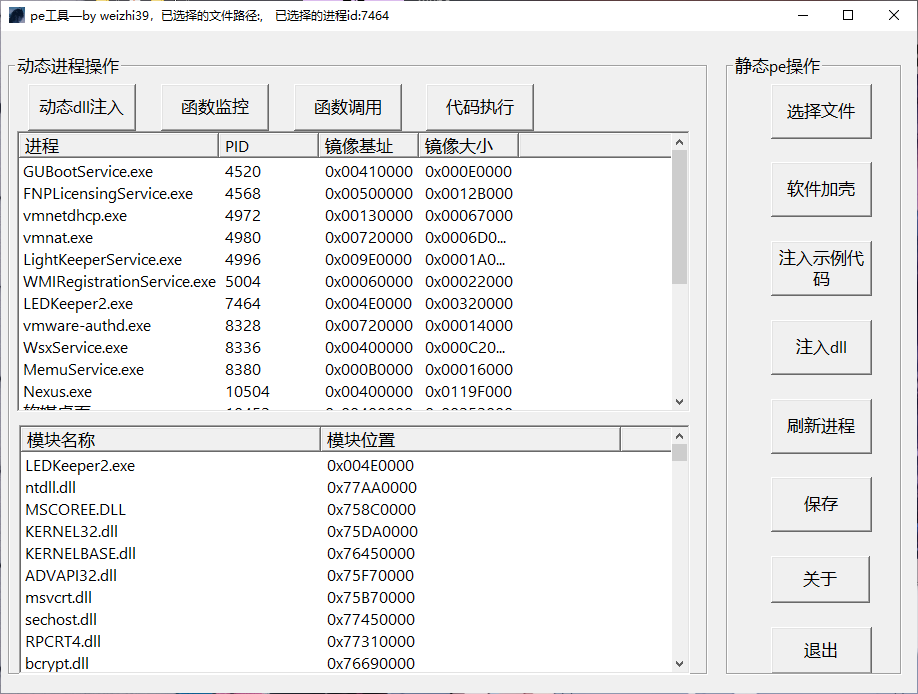 pe工具—by weizhi39，已选择的文件路径:， 已选择的进程id:7464
动态进程操作
动态dll注入 函数监控 函数调用 代码执行
进程 PID 镜像基址 镜像大小
GUBootService.exe 4520 0x00410000 0x000E0000
FNPLicensingService.exe 4568 0x00500000 0x0012B000
vmnetdhcp.exe 4972 0x00130000 0x00067000
vmnat.exe 4980 0x00720000 0x0006D0...
LightKeeperService.exe 4996 0x009E0000 0x0001A0...
WMIRegistrationService.exe 5004 0x00060000 0x00022000
LEDKeeper2.exe 7464 0x004E0000 0x00320000
vmware-authd.exe 8328 0x00720000 0x00014000
WsxService.exe 8336 0x00400000 0x000C20...
MemuService.exe 8380 0x000B0000 0x00016000
Nexus.exe 10504 0x00400000 0x0119F000
模块名称 模块位置
LEDKeeper2.exe 0x004E0000
ntdll.dll 0x77AA0000
MSCOREE.DLL 0x758C0000
KERNEL32.dll 0x75DA0000
KERNELBASE.dll 0x76450000
ADVAPI32.dll 0x75F70000
msvcrt.dll 0x75B70000
sechost.dll 0x77450000
RPCRT4.dll 0x77310000
bcrypt.dll 0x76690000
静态pe操作
选择文件
软件加壳
注入示例代
码
注入dll
刷新进程
保存
关于
退出